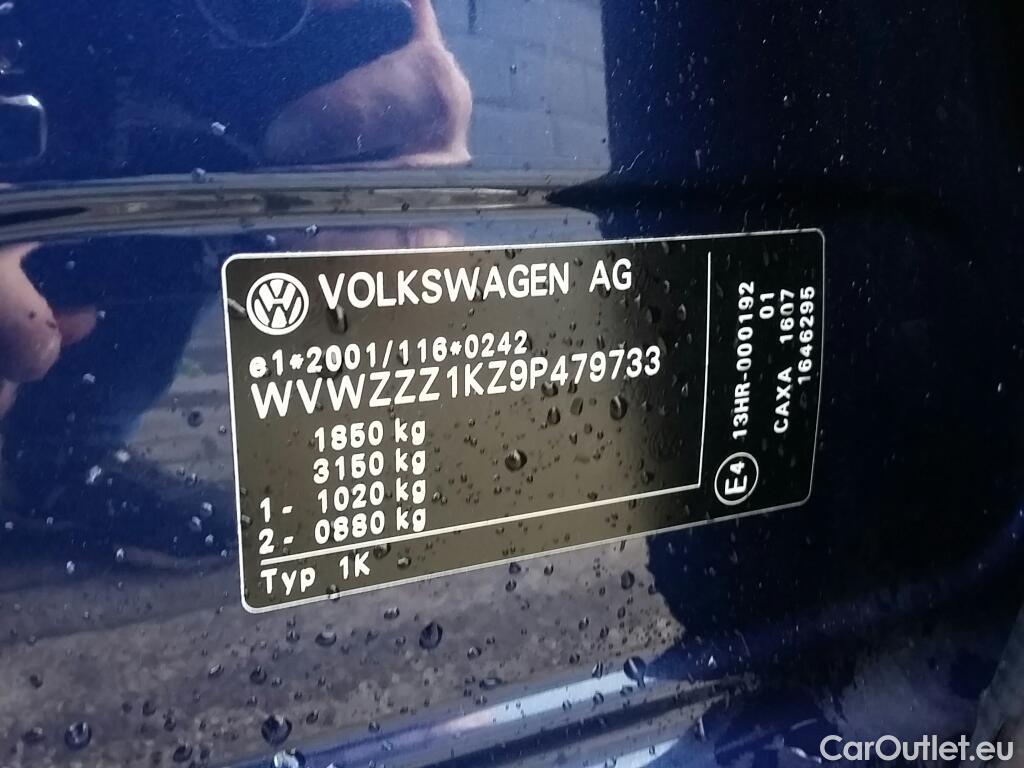 VOLKSWAGEN AG
e1*2001/116*0242
WVWZZZ1KZ9P479733
1850 kg
3150 kg
1- 1020 kg
2- 0880 kg
Typ 1K
E4
13HR-000192
01
CAXA 1607
1646295
CarOutlet.eu